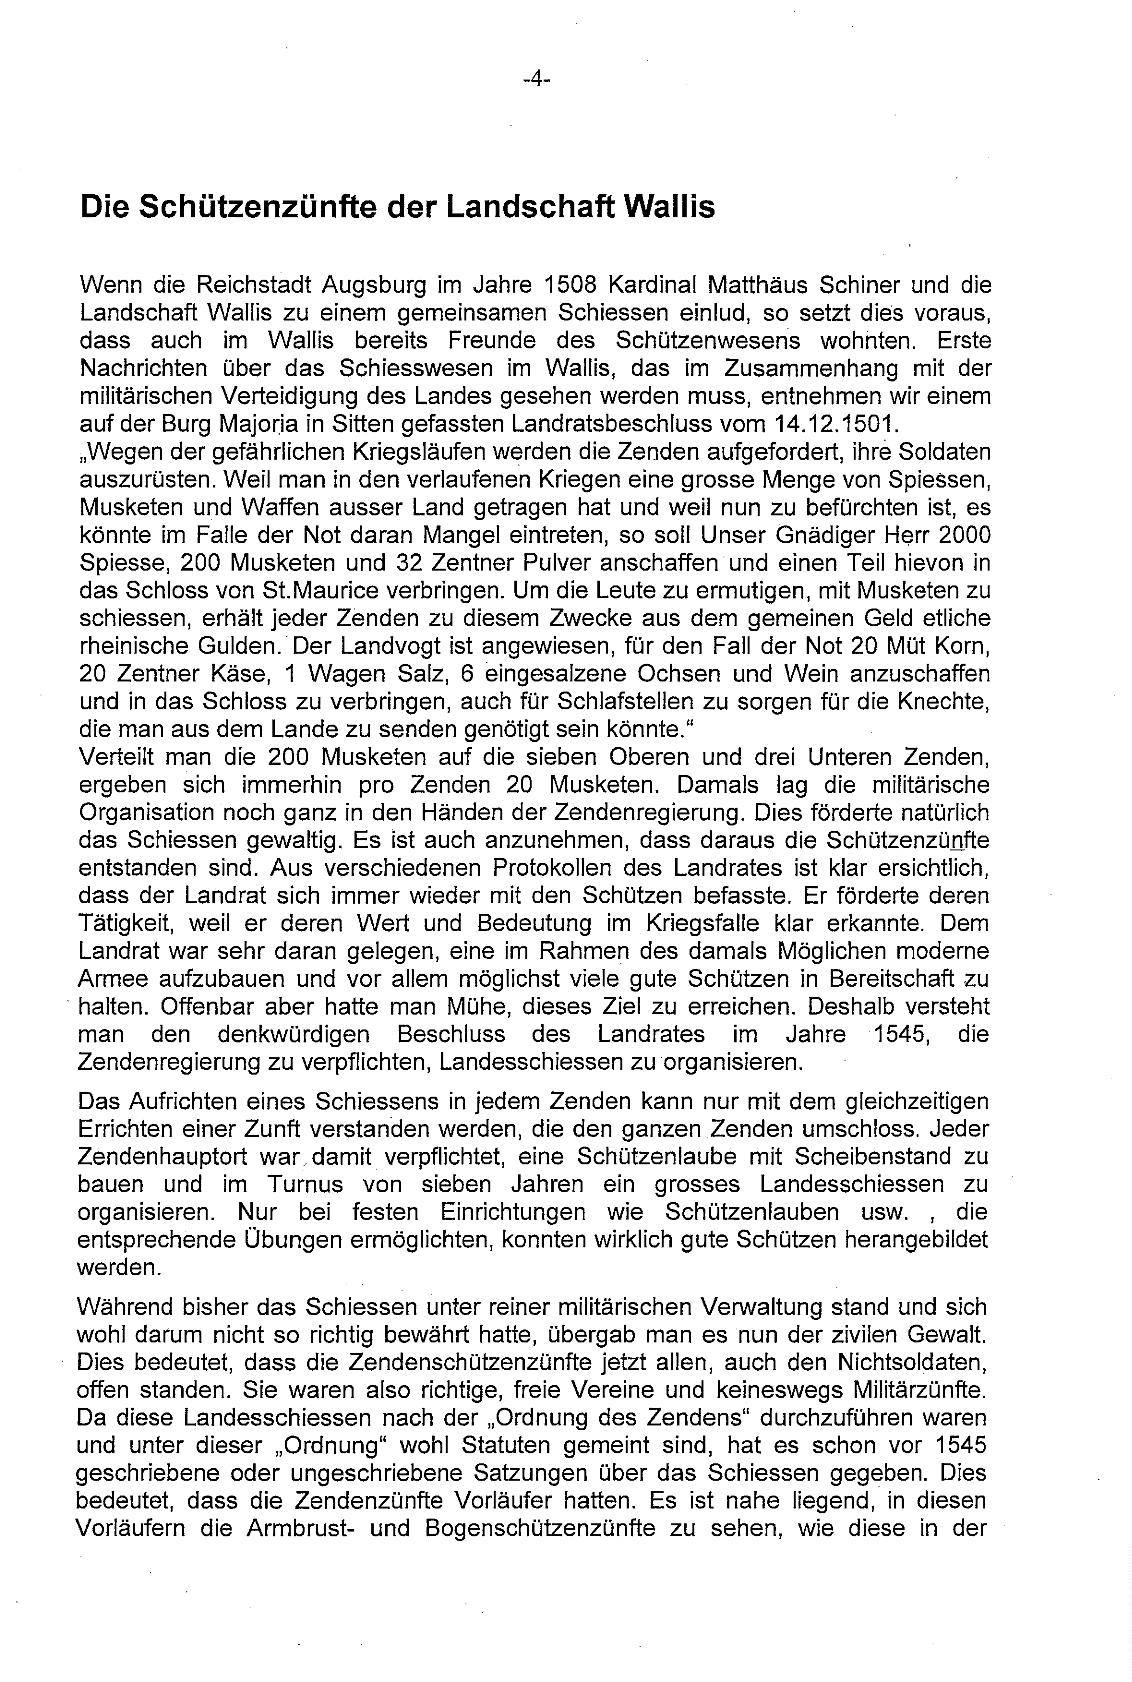 -4-
Die Schützenzünfte der Landschaft Wallis
Wenn die Reichstadt Augsburg im Jahre 1508 Kardinal Matthäus Schiner und die
Landschaft Wallis zu einem gemeinsamen Schiessen einlud, so setzt dies voraus,
dass auch im Wallis bereits Freunde des Schützenwesens wohnten. Erste
Nachrichten über das Schiesswesen im Wallis, das im Zusammenhang mit der
militärischen Verteidigung des Landes gesehen werden muss, entnehmen wir einem
auf der Burg Majoria in Sitten gefassten Landratsbeschluss vom 14.12.1501.
„Wegen der gefährlichen Kriegsläufen werden die Zenden aufgefordert, ihre Soldaten
auszurüsten. Weil man in den verlaufenen Kriegen eine grosse Menge von Spiessen,
Musketen und Waffen ausser Land getragen hat und weil nun zu befürchten ist, es
könnte im Falle der Not daran Mangel eintreten, so soll Unser Gnädiger Herr 2000
Spiesse, 200 Musketen und 32 Zentner Pulver anschaffen und einen Teil hievon in
das Schloss von St.Maurice verbringen. Um die Leute zu ermutigen, mit Musketen zu
schiessen, erhält jeder Zenden zu diesem Zwecke aus dem gemeinen Geld etliche
rheinische Gulden. Der Landvogt ist angewiesen, für den Fall der Not 20 Müt Korn,
20 Zentner Käse, 1 Wagen Salz, 6 eingesalzene Ochsen und Wein anzuschaffen
und in das Schloss zu verbringen, auch für Schlafstellen zu sorgen für die Knechte,
die man aus dem Lande zu senden genötigt sein könnte.“
Verteilt man die 200 Musketen auf die sieben Oberen und drei Unteren Zenden,
ergeben sich immerhin pro Zenden 20 Musketen. Damals lag die militärische
Organisation noch ganz in den Händen der Zendenregierung. Dies förderte natürlich
das Schiessen gewaltig. Es ist auch anzunehmen, dass daraus die Schützenzünfte
entstanden sind. Aus verschiedenen Protokollen des Landrates ist klar ersichtlich,
dass der Landrat sich immer wieder mit den Schützen befasste. Er förderte deren
Tätigkeit, weil er deren Wert und Bedeutung im Kriegsfalle klar erkannte. Dem
Landrat war sehr daran gelegen, eine im Rahmen des damals Möglichen moderne
Armee aufzubauen und vor allem möglichst viele gute Schützen in Bereitschaft zu
halten. Offenbar aber hatte man Mühe, dieses Ziel zu erreichen. Deshalb versteht
man den denkwürdigen Beschluss des Landrates im Jahre 1545, die
Zendenregierung zu verpflichten, Landesschiessen zu organisieren.
Das Aufrichten eines Schiessens in jedem Zenden kann nur mit dem gleichzeitigen
Errichten einer Zunft verstanden werden, die den ganzen Zenden umschloss. Jeder
Zendenhauptort war damit verpflichtet, eine Schützenlaube mit Scheibenstand zu
bauen und im Turnus von sieben Jahren ein grosses Landesschiessen zu
organisieren. Nur bei festen Einrichtungen wie Schützenlauben usw. , die
entsprechende Übungen ermöglichten, konnten wirklich gute Schützen herangebildet
werden.
Während bisher das Schiessen unter reiner militärischen Verwaltung stand und sich
wohl darum nicht so richtig bewährt hatte, übergab man es nun der zivilen Gewalt.
Dies bedeutet, dass die Zendenschützenzünfte jetzt allen, auch den Nichtsoldaten,
offen standen. Sie waren also richtige, freie Vereine und keineswegs Militärzünfte.
Da diese Landesschiessen nach der „Ordnung des Zendens“ durchzuführen waren
und unter dieser „Ordnung“ wohl Statuten gemeint sind, hat es schon vor 1545
geschriebene oder ungeschriebene Satzungen über das Schiessen gegeben. Dies
bedeutet, dass die Zendenzünfte Vorläufer hatten. Es ist nahe liegend, in diesen
Vorläufern die Armbrust- und Bogenschützenzünfte zu sehen, wie diese in der